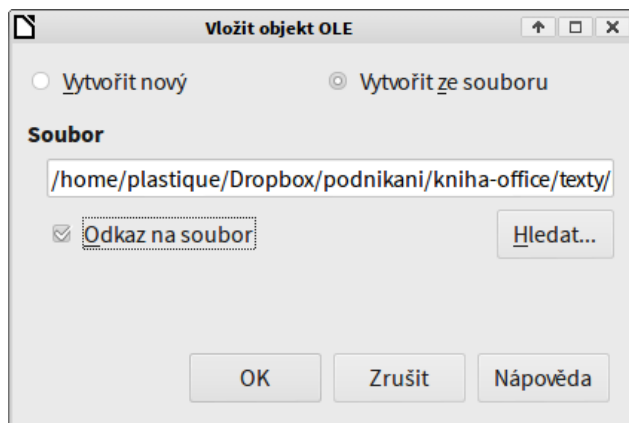 Vložit objekt OLE
Vytvořit nový
Vytvořit ze souboru
Soubor
/home/plastique/Dropbox/podnikani/kniha-office/texty/
Odkaz na soubor
Hledat...
OK
Zrušit
Nápověda